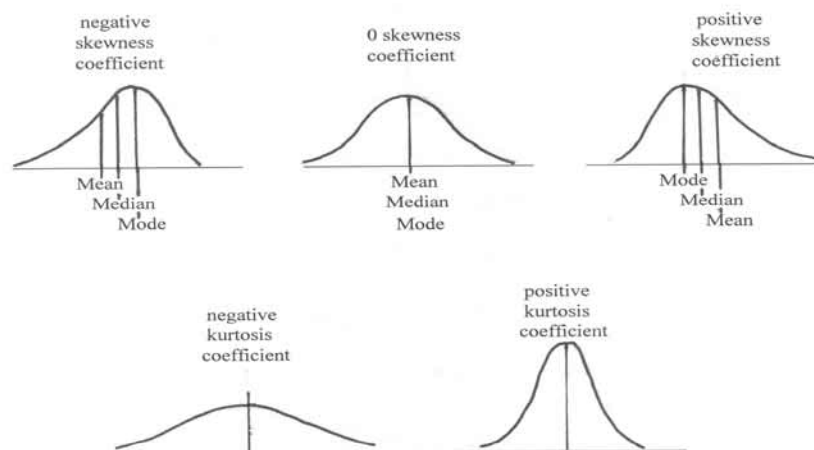 negative
skewness
coefficient
0 skewness
coefficient
positive
skewness
coefficient
Mean
Median
Mode
Mean
Median
Mode
Mode
Median
Mean
negative
kurtosis
coefficient
positive
kurtosis
coefficient